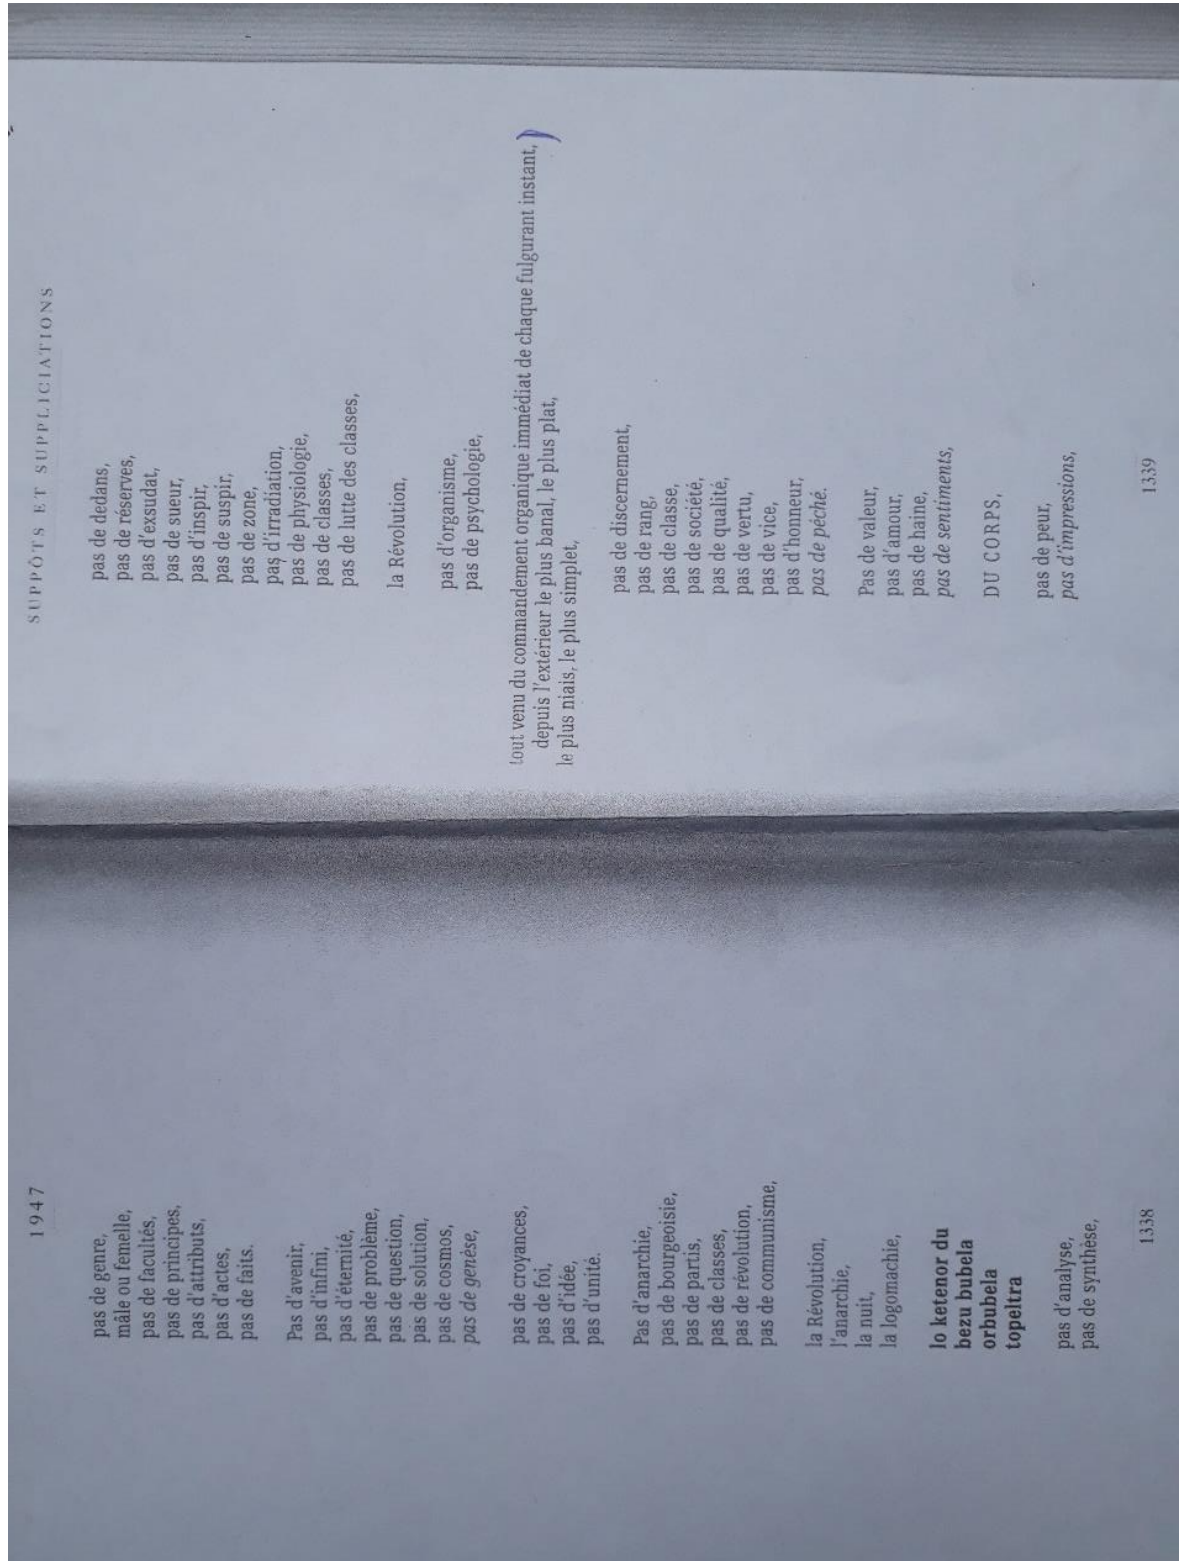 1947
pas de genre,
mâle ou femelle,
pas de facultés,
pas de principes,
pas d'attributs,
pas d'actes,
pas de faits.
Pas d'avenir,
pas d'infini,
pas d'éternité,
pas de problème,
pas de question,
pas de solution,
pas de cosmos,
pas de genèse,
pas de croyances,
pas de foi,
pas d'idée,
pas d'unité.
Pas d'anarchie,
pas de bourgeoisie,
pas de partis,
pas de classes,
pas de révolution,
pas de communisme,
la Révolution,
l'anarchie,
la nuit,
la logomachie,
lo ketenor du
bezu bubela
orbubela
topeltra
pas d'analyse,
pas de synthèse,
1338
SUPPÔTS ET SUPPLICIATIONS
pas de dedans,
pas de réserves,
pas d'exsudat,
pas de sueur,
pas d'inspir,
pas de suspir,
pas de zone,
pas d'irradiation,
pas de physiologie,
pas de classes,
pas de lutte des classes,
la Révolution,
pas d'organisme,
pas de psychologie,
tout venu du commandement organique immédiat de chaque fulgurant instant,
depuis l'extérieur le plus banal, le plus plat,
le plus niais, le plus simplet,
pas de discernement,
pas de rang,
pas de classe,
pas de société,
pas de qualité,
pas de vertu,
pas de vice,
pas d'honneur,
pas de péché.
Pas de valeur,
pas d'amour,
pas de haine,
pas de sentiments,
DU CORPS,
pas de peur,
pas d'impressions,
1339